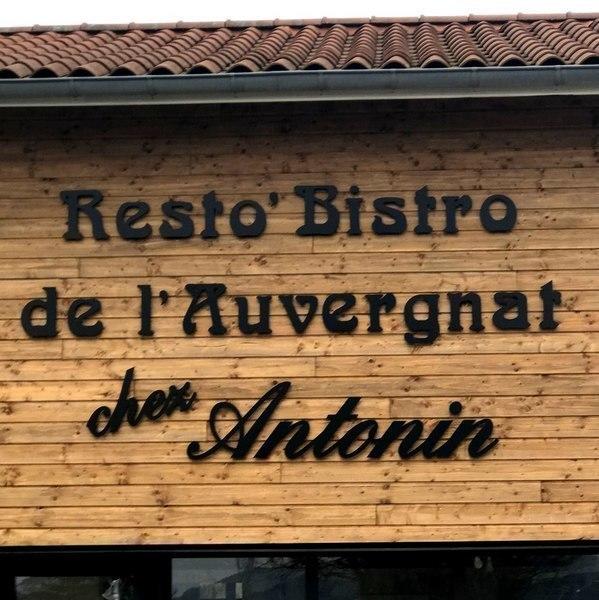 Resto' Bistro
de l'Auvergnat
chez Antonin